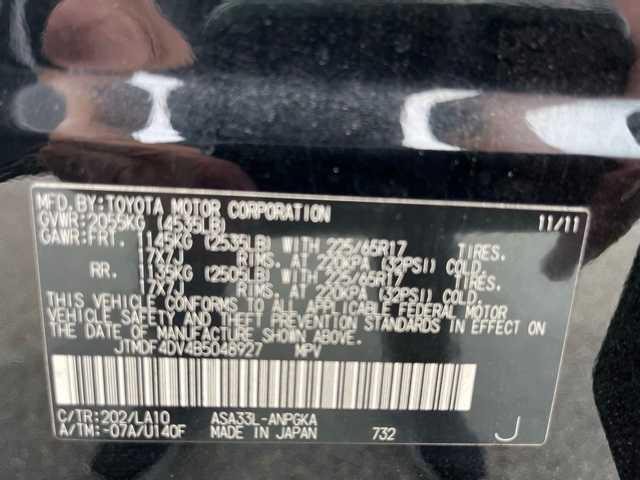 MFD.BY:TOYOTA MOTOR CORPORATION 11/11
GVWR:2055KG (4535LB)
GAWR:FRT. 1145KG (2535LB) WITH 225/65R17 TIRES.
17X7J RIMS. AT 220KPA (32PSI) COLD.
RR. 1135KG (2505LB) WITH 225/65R17 TIRES.
17X7J RIMS. AT 220KPA (32PSI) COLD.
THIS VEHICLE CONFORMS TO ALL APPLICABLE FEDERAL MOTOR
VEHICLE SAFETY AND THEFT PREVENTION STANDARDS IN EFFECT ON
THE DATE OF MANUFACTURE SHOWN ABOVE.
JTMDF4DV4B5048927 MPV
C/TR:202/LA10 ASA33L-ANPGKA
A/TM:-07A/U140F MADE IN JAPAN 732 J